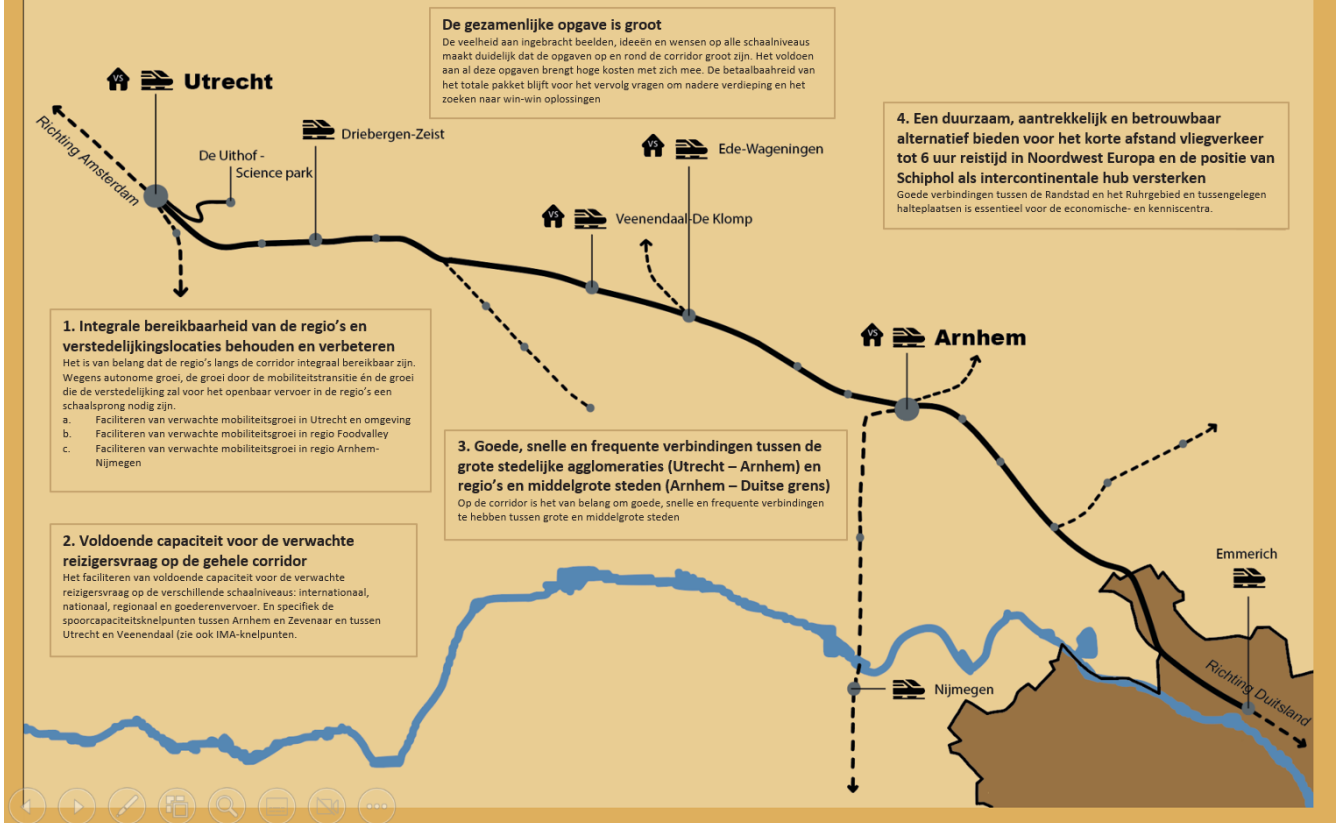 De gezamenlijke opgave is groot
De veelheid aan ingebracht beelden, ideeën en wensen op alle schaalniveaus
maakt duidelijk dat de opgaven op en rond de corridor groot zijn. Het voldoen
aan al deze opgaven brengt hoge kosten met zich mee. De betaalbaahreid van
het totale pakket blijft voor het vervolg vragen om nadere verdieping en het
zoeken naar win-win oplossingen
VS
Utrecht
Richting Amsterdam
De Uithof -
Science park
Driebergen-Zeist
VS
Ede-Wageningen
VS
Veenendaal-De Klomp
4. Een duurzaam, aantrekkelijk en betrouwbaar
alternatief bieden voor het korte afstand vliegverkeer
tot 6 uur reistijd in Noordwest Europa en de positie van
Schiphol als intercontinentale hub versterken
Goede verbindingen tussen de Randstad en het Ruhrgebied en tussengelegen
halteplaatsen is essentieel voor de economische- en kenniscentra.
1. Integrale bereikbaarheid van de regio's en
verstedelijkingslocaties behouden en verbeteren
Het is van belang dat de regio's langs de corridor integraal bereikbaar zijn.
Wegens autonome groei, de groei door de mobiliteitstransitie én de groei
die de verstedelijking zal voor het openbaar vervoer in de regio's een
schaalsprong nodig zijn.
a. Faciliteren van verwachte mobiliteitsgroei in Utrecht en omgeving
b. Faciliteren van verwachte mobiliteitsgroei in regio Foodvalley
c. Faciliteren van verwachte mobiliteitsgroei in regio Arnhem-
Nijmegen
VS
Arnhem
3. Goede, snelle en frequente verbindingen tussen de
grote stedelijke agglomeraties (Utrecht – Arnhem) en
regio's en middelgrote steden (Arnhem – Duitse grens)
Op de corridor is het van belang om goede, snelle en frequente verbindingen
te hebben tussen grote en middelgrote steden
2. Voldoende capaciteit voor de verwachte
reizigersvraag op de gehele corridor
Het faciliteren van voldoende capaciteit voor de verwachte
reizigersvraag op de verschillende schaalniveaus: internationaal,
nationaal, regionaal en goederenvervoer. En specifiek de
spoorcapaciteitsknelpunten tussen Arnhem en Zevenaar en tussen
Utrecht en Veenendaal (zie ook IMA-knelpunten.
Emmerich
Nijmegen
Richting Duitsland